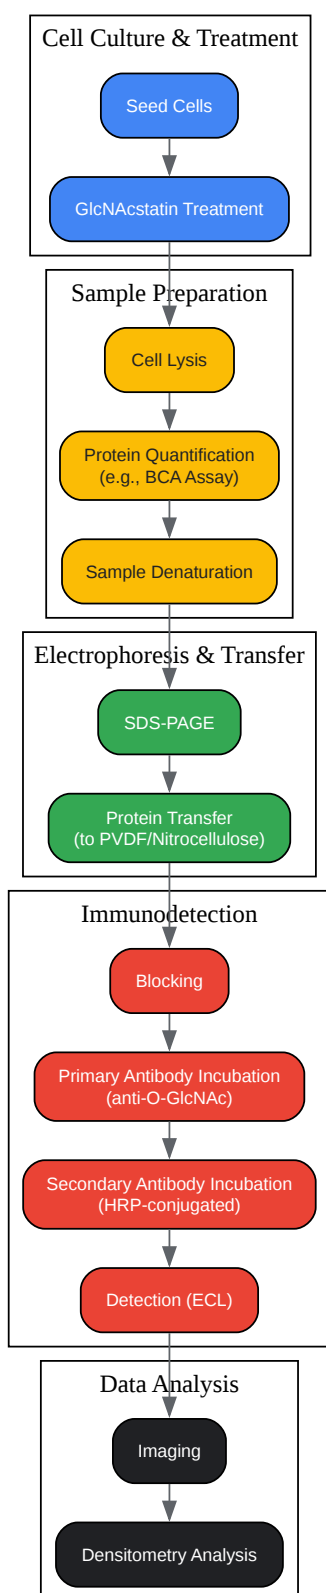 Cell Culture & Treatment
Seed Cells
GlcNAcstatin Treatment
Sample Preparation
Cell Lysis
Protein Quantification
(e.g., BCA Assay)
Sample Denaturation
Electrophoresis & Transfer
SDS-PAGE
Protein Transfer
(to PVDF/Nitrocellulose)
Immunodetection
Blocking
Primary Antibody Incubation
(anti-O-GlcNAc)
Secondary Antibody Incubation
(HRP-conjugated)
Detection (ECL)
Data Analysis
Imaging
Densitometry Analysis